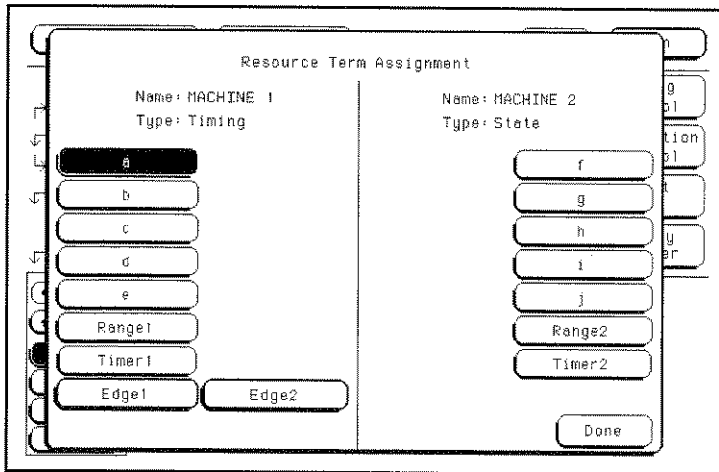 Resource Term Assignment
Name: MACHINE 1
Type: Timing
a
b
c
d
e
Range1
Timer1
Edge1
Edge2
Name: MACHINE 2
Type: State
f
g
h
i
j
Range2
Timer2
Done